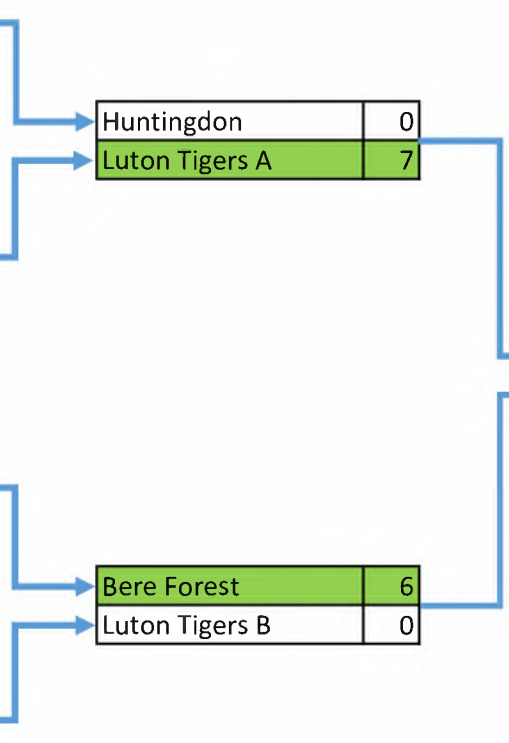 Huntingdon 0
Luton Tigers A 7
Bere Forest 6
Luton Tigers B 0